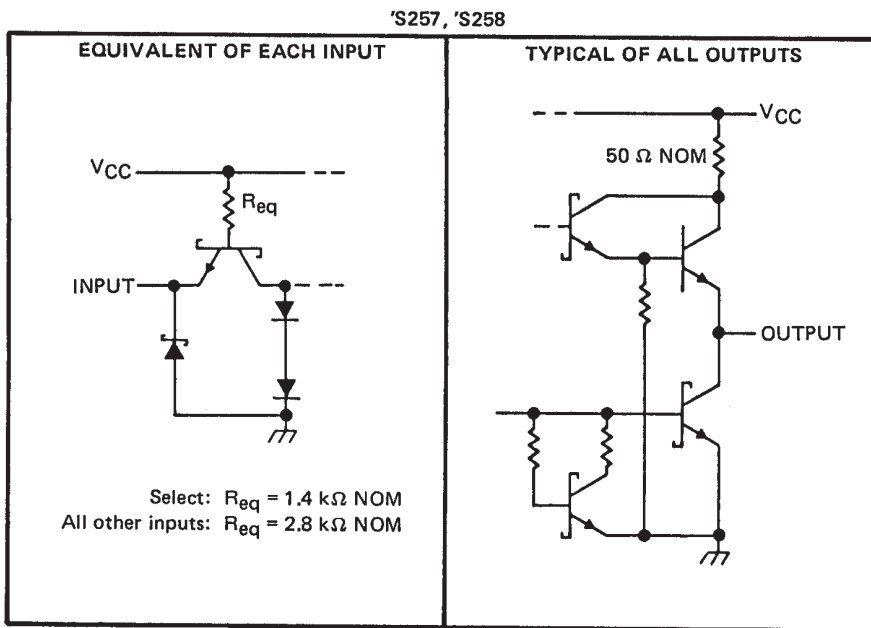 'S257, 'S258
EQUIVALENT OF EACH INPUT
VCC
Req
INPUT
Select: Req = 1.4 kΩ NOM
All other inputs: Req = 2.8 kΩ NOM
TYPICAL OF ALL OUTPUTS
VCC
50 Ω NOM
OUTPUT